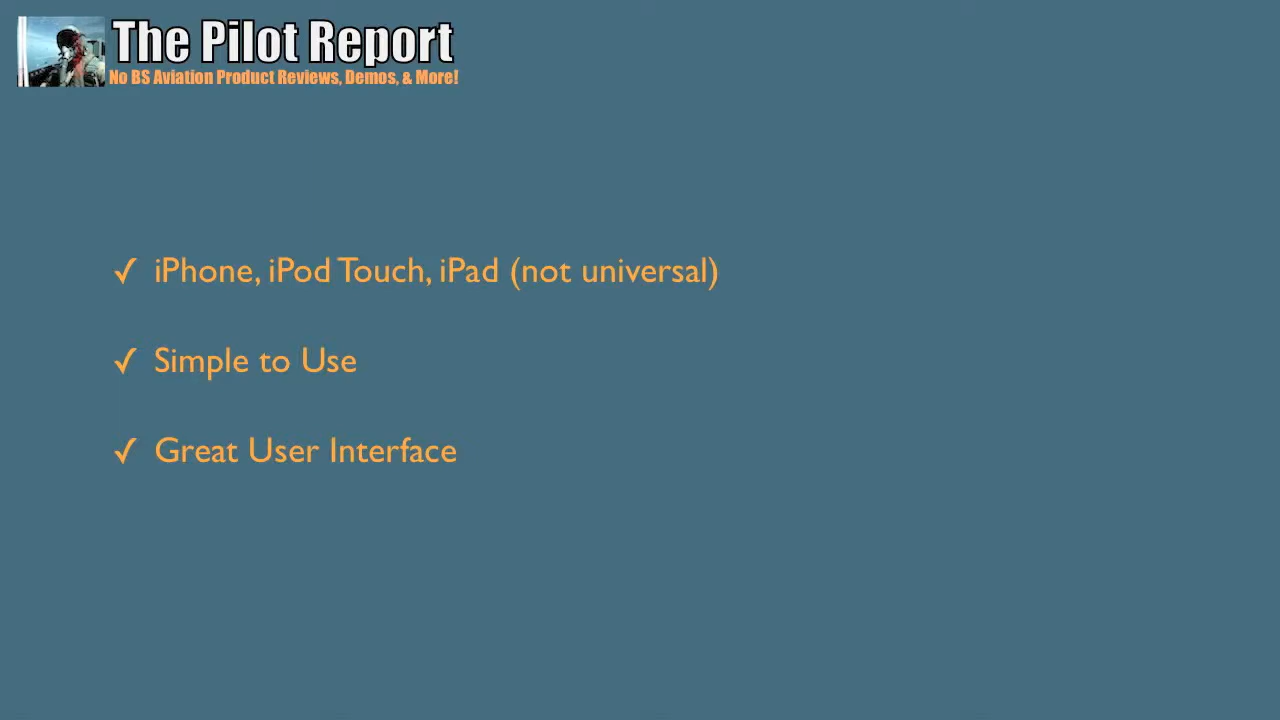 The Pilot Report
No BS Aviation Product Reviews, Demos, & More!
✓ iPhone, iPod Touch, iPad (not universal)
✓ Simple to Use
✓ Great User Interface